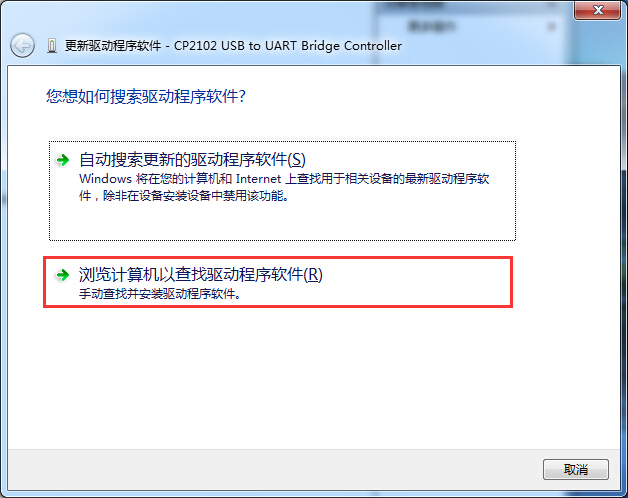 更新驱动程序软件 - CP2102 USB to UART Bridge Controller
您想如何搜索驱动程序软件?
自动搜索更新的驱动程序软件(S)
Windows 将在您的计算机和 Internet 上查找用于相关设备的最新驱动程序软
件，除非在设备安装设置中禁用该功能。
浏览计算机以查找驱动程序软件(R)
手动查找并安装驱动程序软件。
取消